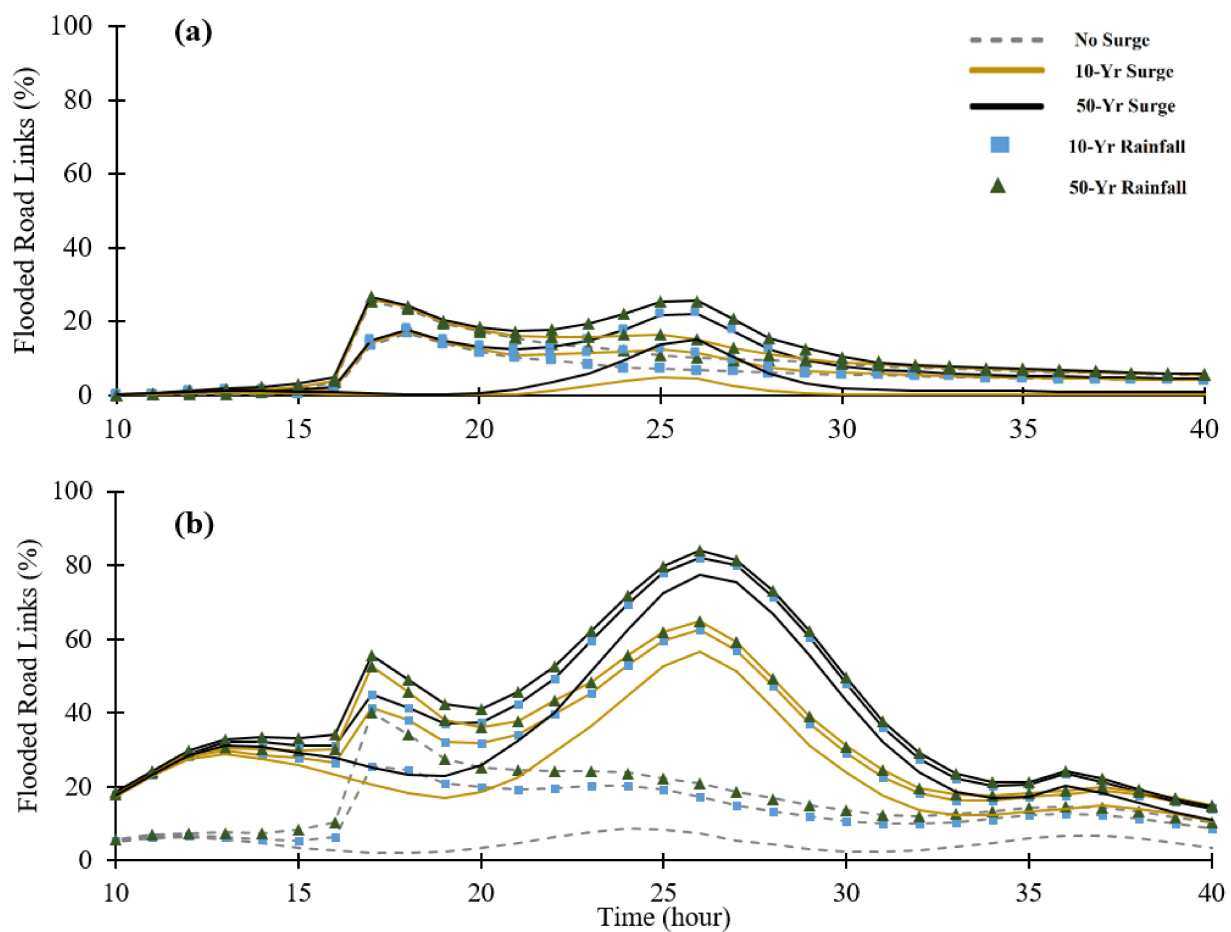 (a)
Flooded Road Links (%)
100
80
60
40
20
0
10 15 20 25 30 35 40
No Surge
10-Yr Surge
50-Yr Surge
10-Yr Rainfall
50-Yr Rainfall
(b)
Flooded Road Links (%)
100
80
60
40
20
0
10 15 20 25 30 35 40
Time (hour)